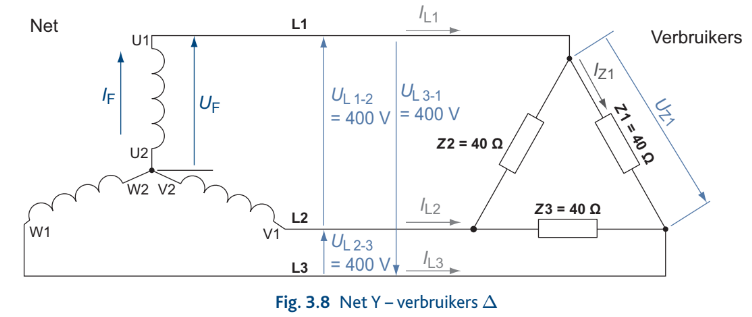 Net
Verbruikers
L1
I_L1
U1
I_F
U_F
U_L 1-2
= 400 V
U_L 3-1
= 400 V
I_Z1
U_Z1
Z1 = 40 Ω
Z2 = 40 Ω
U2
W2 V2
W1
V1
L2
I_L2
Z3 = 40 Ω
U_L 2-3
= 400 V
L3
I_L3
Fig. 3.8 Net Y – verbruikers Δ